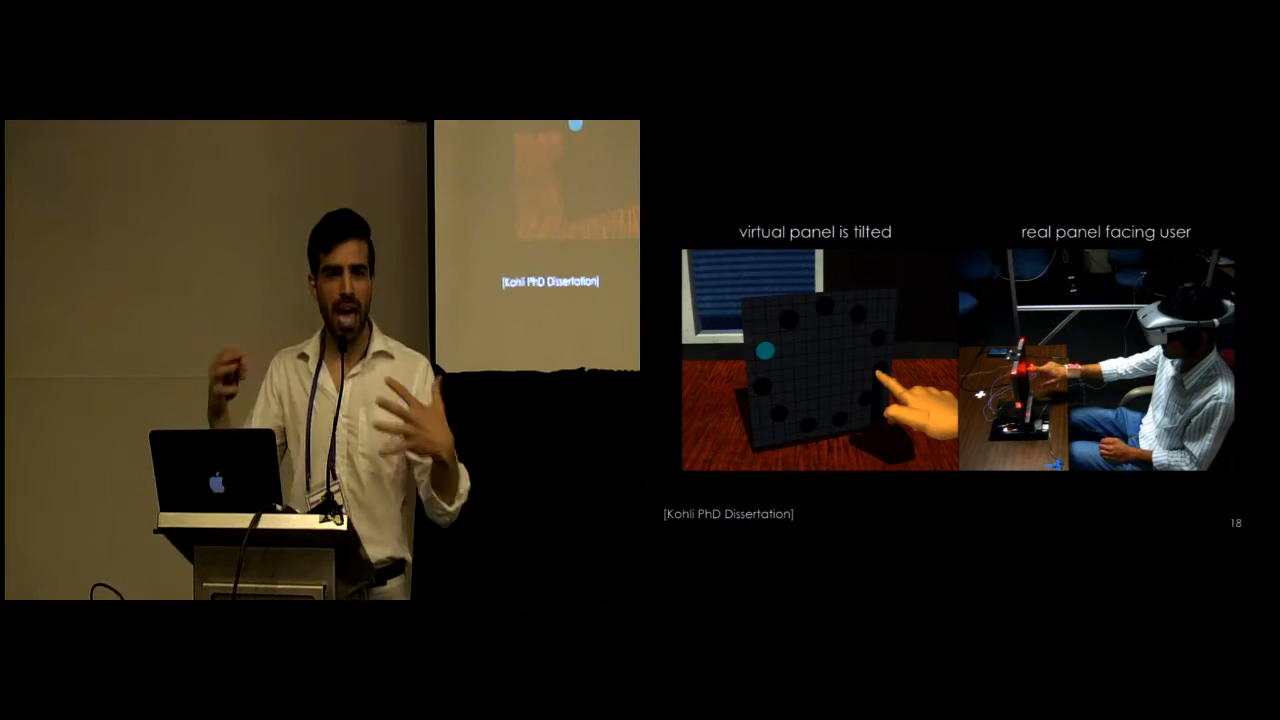 [Kohli PhD Dissertation]
virtual panel is tilted
real panel facing user
[Kohli PhD Dissertation]
18